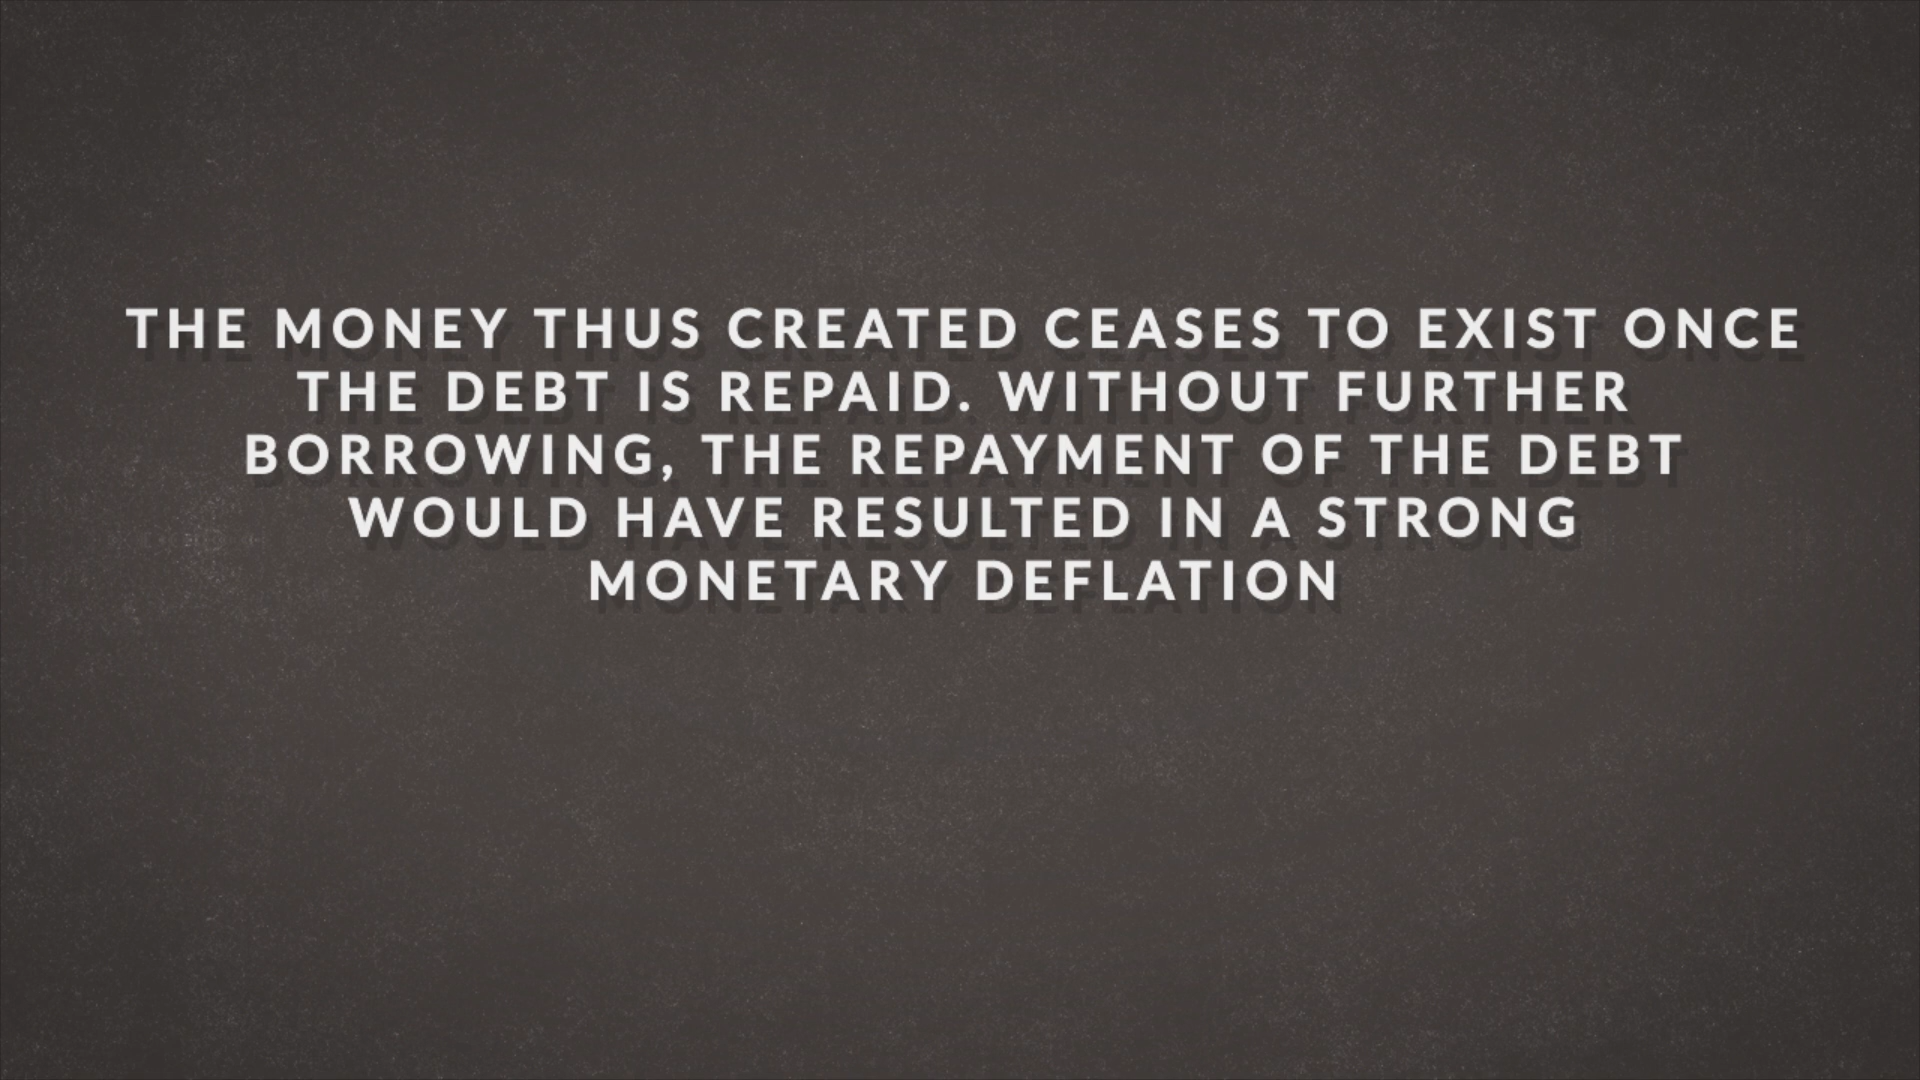 THE MONEY THUS CREATED CEASES TO EXIST ONCE
THE DEBT IS REPAID. WITHOUT FURTHER
BORROWING, THE REPAYMENT OF THE DEBT
WOULD HAVE RESULTED IN A STRONG
MONETARY DEFLATION